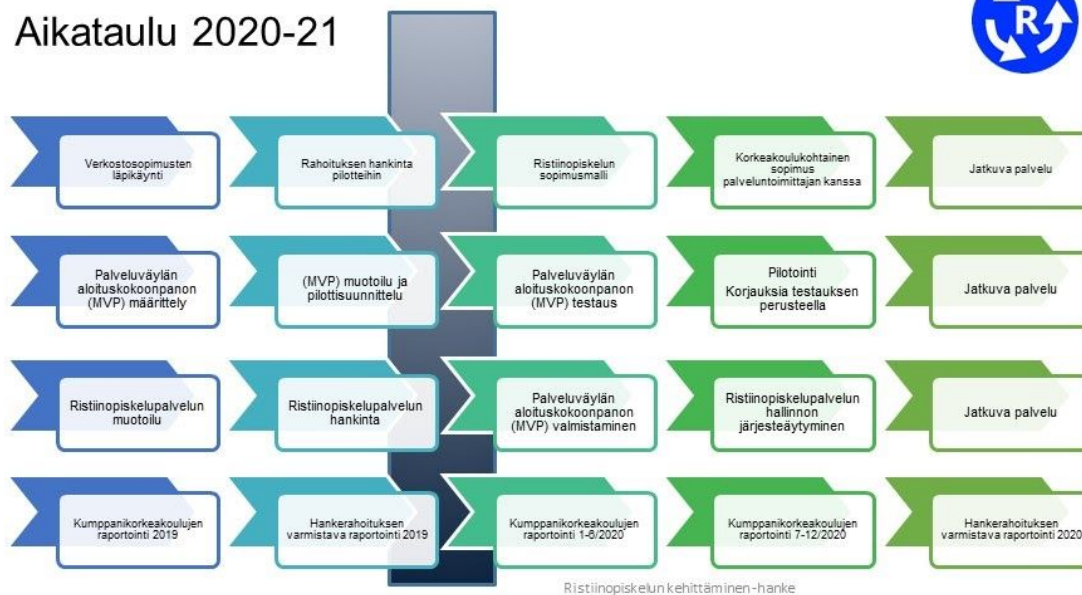 Aikataulu 2020-21
R
Verkostosopimusten
läpikäynti
Rahoituksen hankinta
pilotteihin
Ristiinopiskelun
sopimusmalli
Korkeakoulukohtainen
sopimus
palveluntoimittajan kanssa
Jatkuva palvelu
Palveluväylän
aloituskokoonpanon
(MVP) määrittely
(MVP) muotoilu ja
pilottisuunnittelu
Palveluväylän
aloituskokoonpanon
(MVP) testaus
Pilotointi
Korjauksia testauksen
perusteella
Jatkuva palvelu
Ristiinopiskelupalvelun
muotoilu
Ristiinopiskelupalvelun
hankinta
Palveluväylän
aloituskokoonpanon
(MVP) valmistaminen
Ristiinopiskelupalvelun
hallinnon
järjesteäytyminen
Jatkuva palvelu
Kumppanikorkeakoulujen
raportointi 2019
Hankerahoituksen
varmistava raportointi 2019
Kumppanikorkeakoulujen
raportointi 1-6/2020
Kumppanikorkeakoulujen
raportointi 7-12/2020
Hankerahoituksen
varmistava raportointi 2020
Ristiinopiskelun kehittäminen -hanke